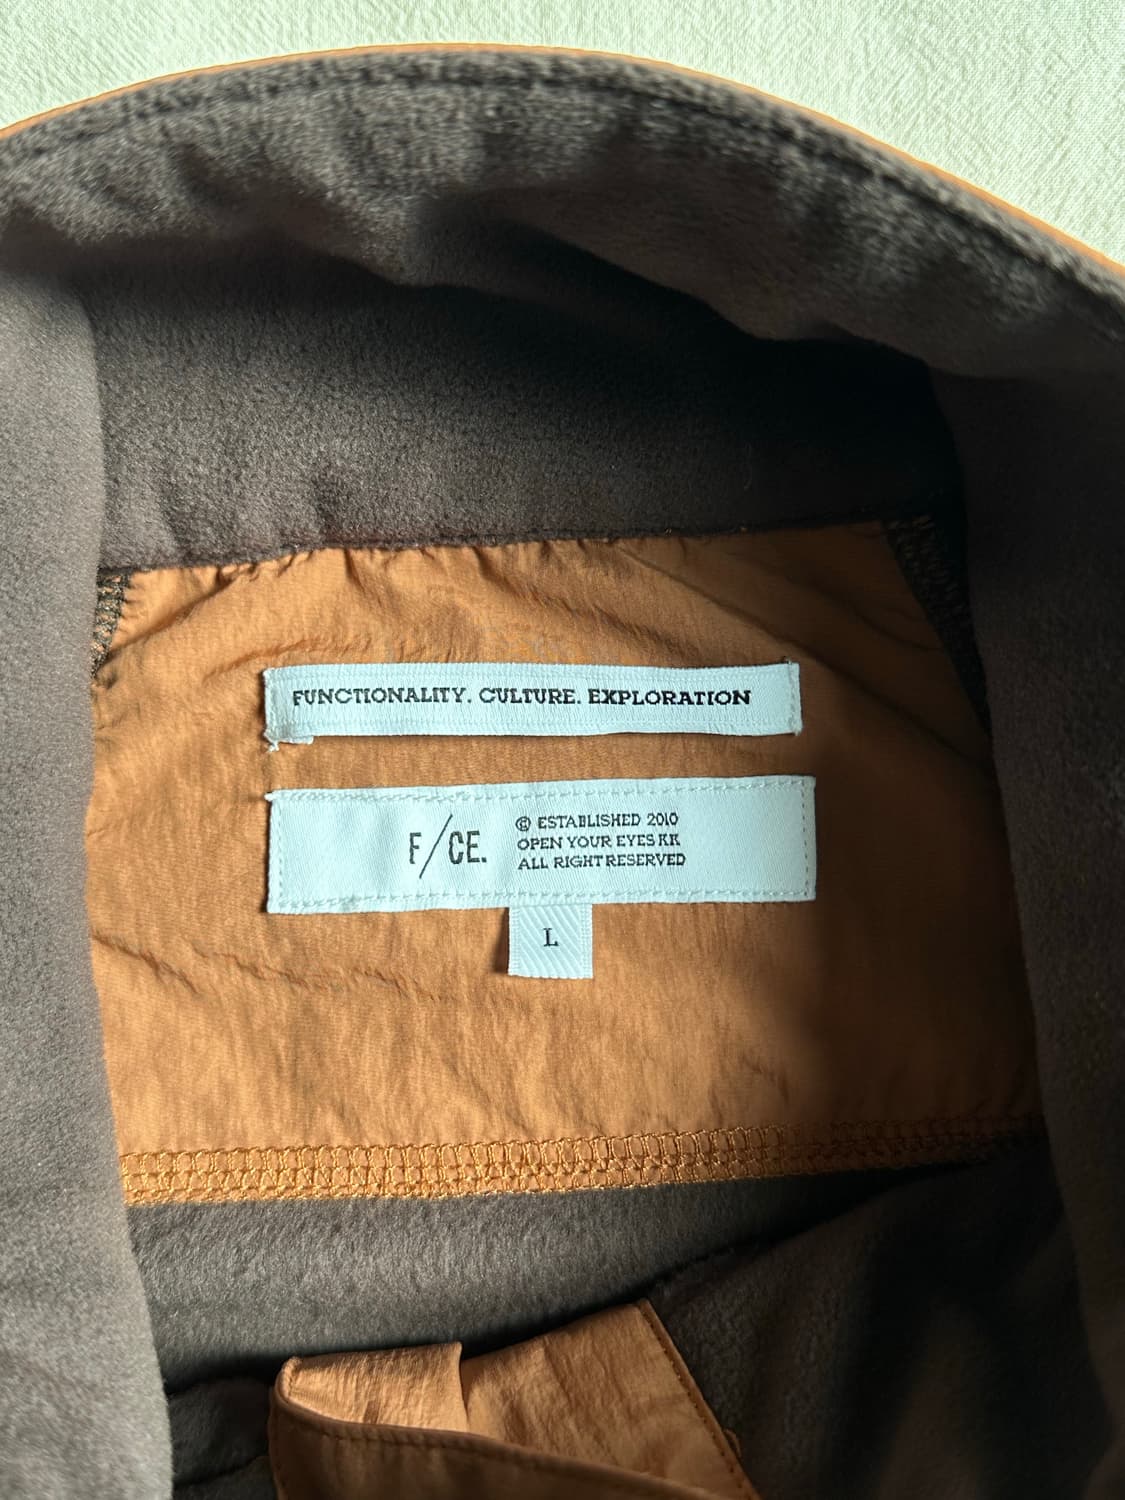 FUNCTIONALITY. CULTURE. EXPLORATION
F/CE.
© ESTABLISHED 2010
OPEN YOUR EYES KK
ALL RIGHT RESERVED
L